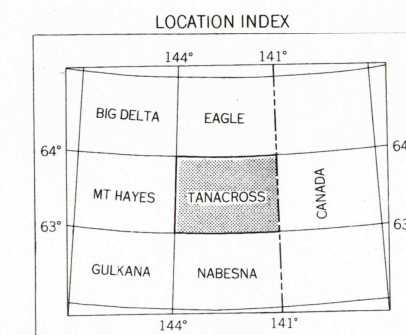 LOCATION INDEX
144° 141°
BIG DELTA EAGLE
64° 64
MT HAYES TANACROSS CANADA
63° 63
GULKANA NABESNA
144° 141°